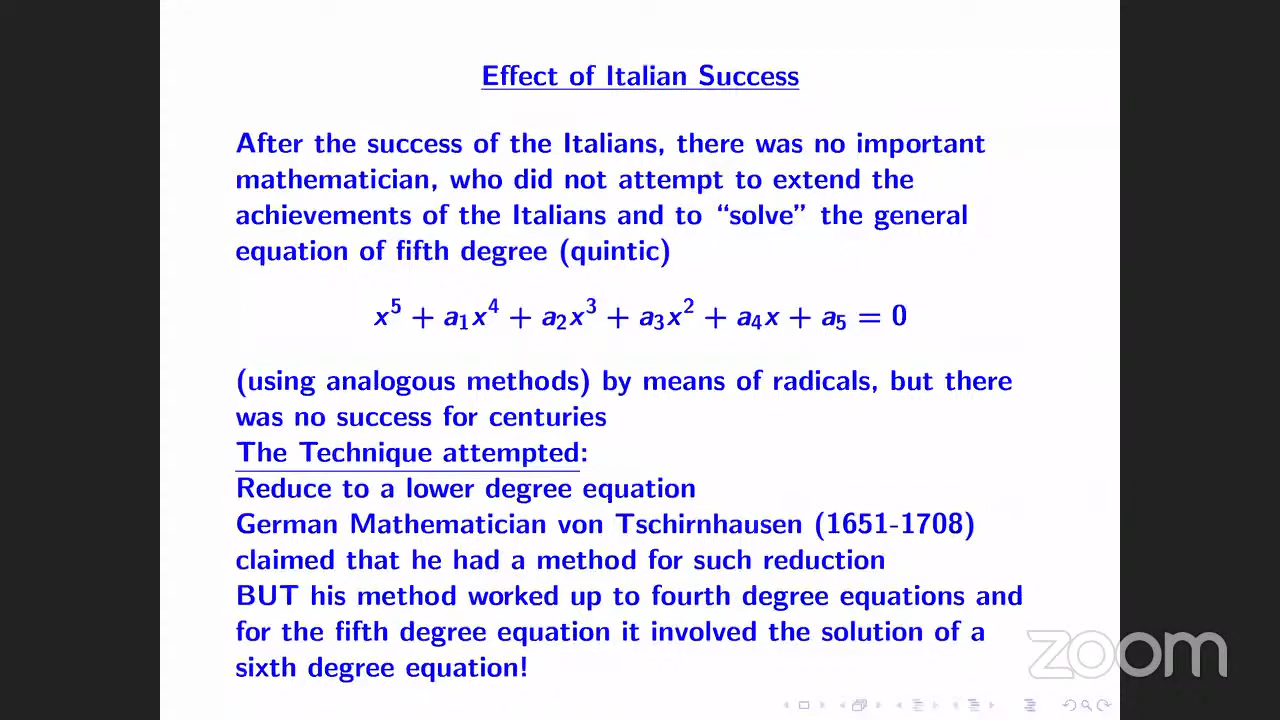 Effect of Italian Success
After the success of the Italians, there was no important
mathematician, who did not attempt to extend the
achievements of the Italians and to “solve” the general
equation of fifth degree (quintic)
x⁵ + a₁x⁴ + a₂x³ + a₃x² + a₄x + a₅ = 0
(using analogous methods) by means of radicals, but there
was no success for centuries
The Technique attempted:
Reduce to a lower degree equation
German Mathematician von Tschirnhausen (1651-1708)
claimed that he had a method for such reduction
BUT his method worked up to fourth degree equations and
for the fifth degree equation it involved the solution of a
sixth degree equation!
zoom